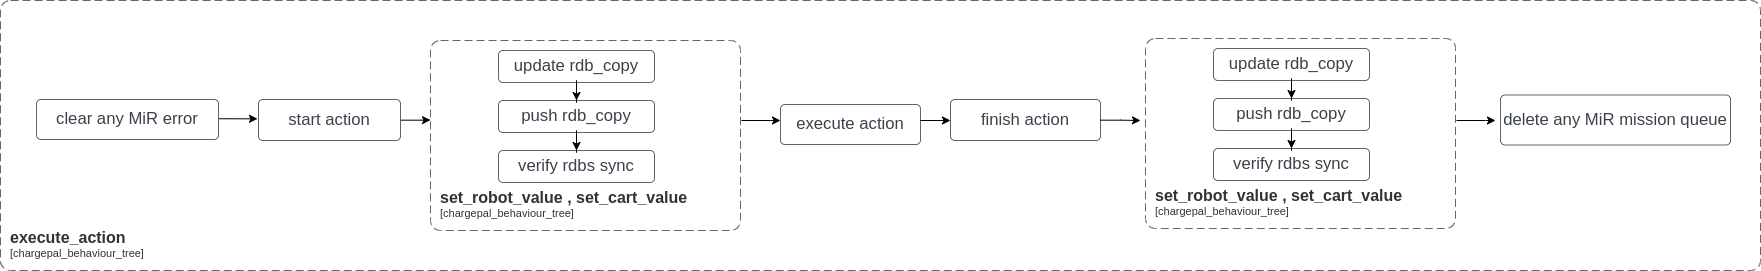 clear any MiR error
start action
update rdb_copy
push rdb_copy
verify rdbs sync
set_robot_value , set_cart_value
[chargepal_behaviour_tree]
execute action
finish action
update rdb_copy
push rdb_copy
verify rdbs sync
set_robot_value , set_cart_value
[chargepal_behaviour_tree]
delete any MiR mission queue
execute_action
[chargepal_behaviour_tree]